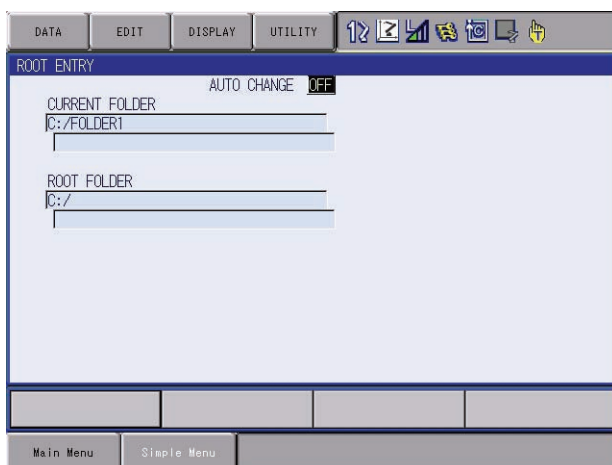 DATA EDIT DISPLAY UTILITY
ROOT ENTRY
AUTO CHANGE OFF
CURRENT FOLDER
C:/FOLDER1
ROOT FOLDER
C:/
Main Menu Simple Menu